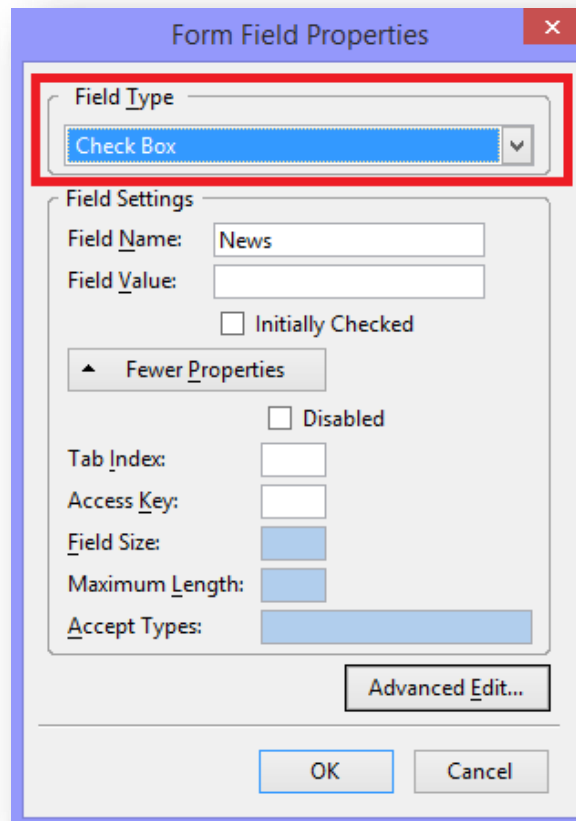 Form Field Properties
Field Type
Check Box
Field Settings
Field Name: News
Field Value:
Initially Checked
Fewer Properties
Disabled
Tab Index:
Access Key:
Field Size:
Maximum Length:
Accept Types:
Advanced Edit...
OK Cancel